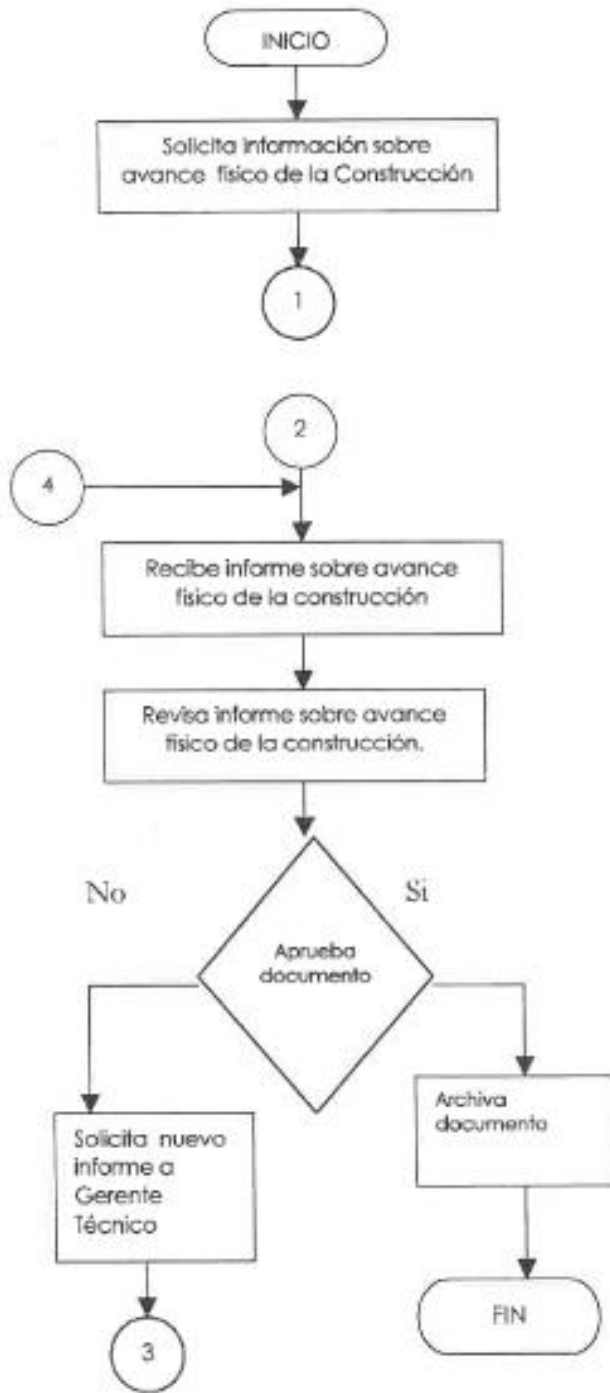 INICIO
Solicita información sobre
avance físico de la Construcción
1
2
4
Recibe informe sobre avance
físico de la construcción
Revisa informe sobre avance
físico de la construcción.
No
Si
Aprueba
documento
Solicita nuevo
informe a
Gerente
Técnico
Archiva
documento
3
FIN